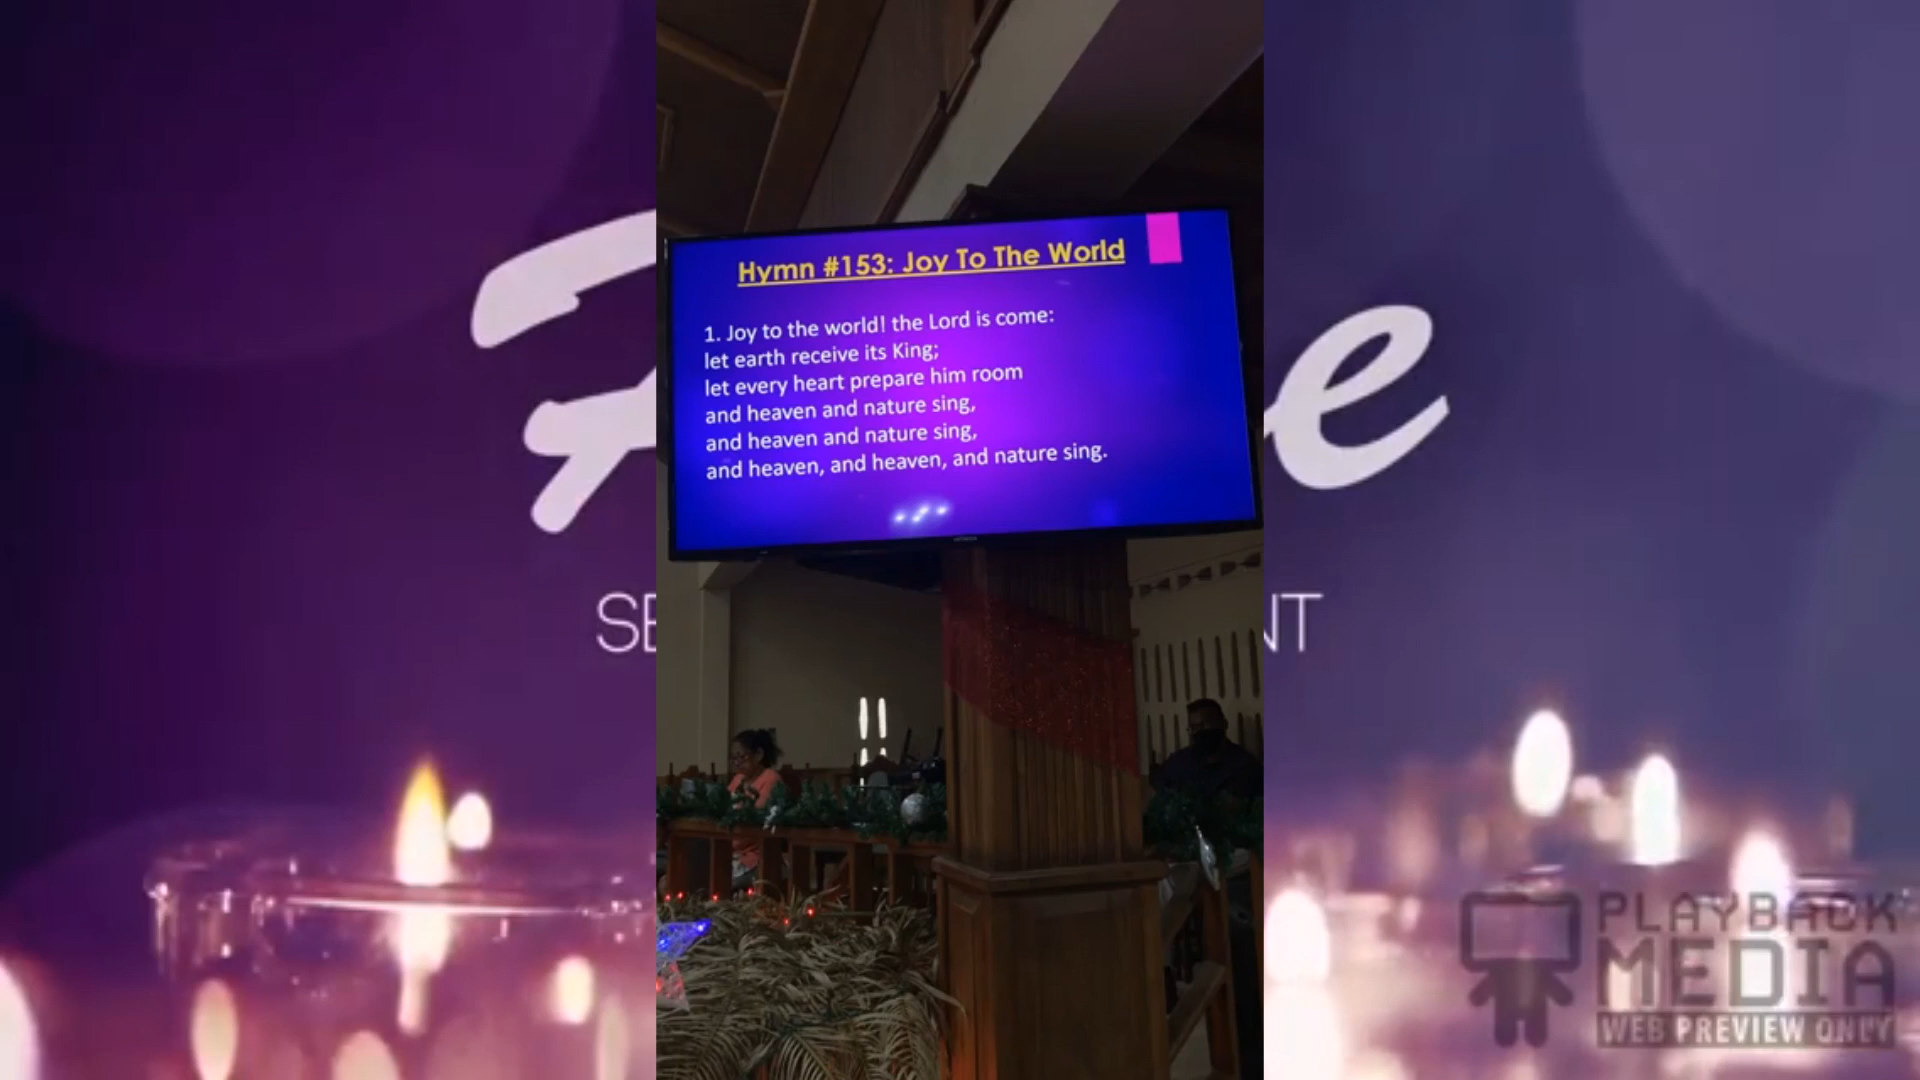 Hymn #153: Joy To The World
1. Joy to the world! the Lord is come:
let earth receive its King;
let every heart prepare him room
and heaven and nature sing,
and heaven and nature sing,
and heaven, and heaven, and nature sing.
PLAYBACK
MEDIA
WEB PREVIEW ONLY